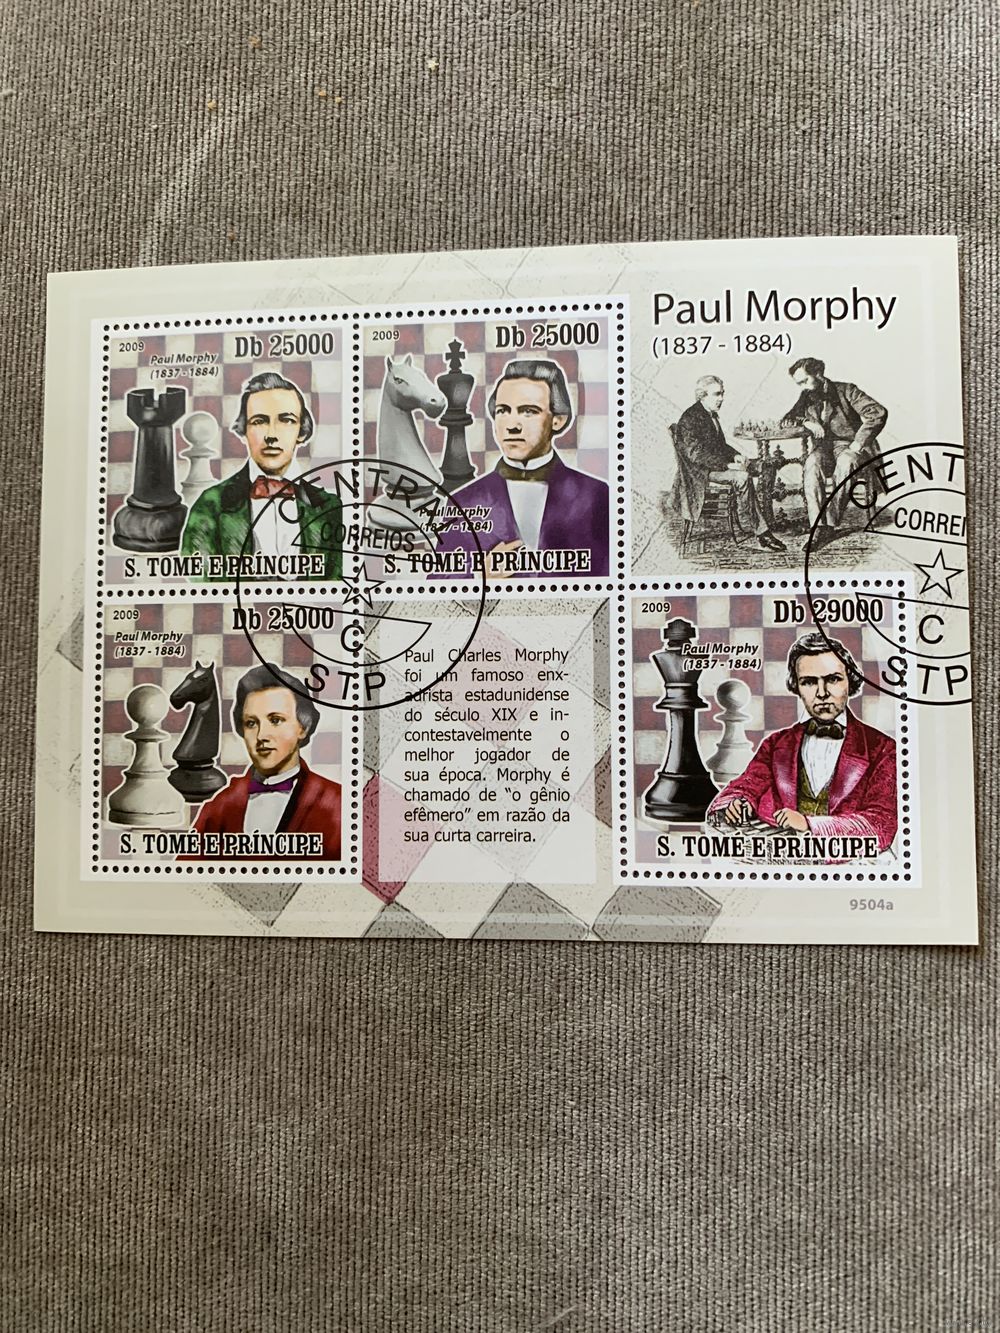 Paul Morphy
(1837 - 1884)
2009
Db 25000
Paul Morphy
(1837 - 1884)
S. TOMÉ E PRÍNCIPE
Db 25000
Paul Morphy
(1837 - 1884)
S. TOMÉ E PRÍNCIPE
CENTR
CORREIOS
C
STP
CENT
CORREI
C
STP
2009
Db 25000
Paul Morphy
(1837 - 1884)
S. TOMÉ E PRÍNCIPE
Paul Charles Morphy
foi um famoso enx-
adrista estadunidense
do século XIX e in-
contestavelmente o
melhor jogador de
sua época. Morphy é
chamado de "o gênio
efêmero" em razão da
sua curta carreira.
2009
Db 29000
Paul Morphy
(1837 - 1884)
S. TOMÉ E PRÍNCIPE
9504a